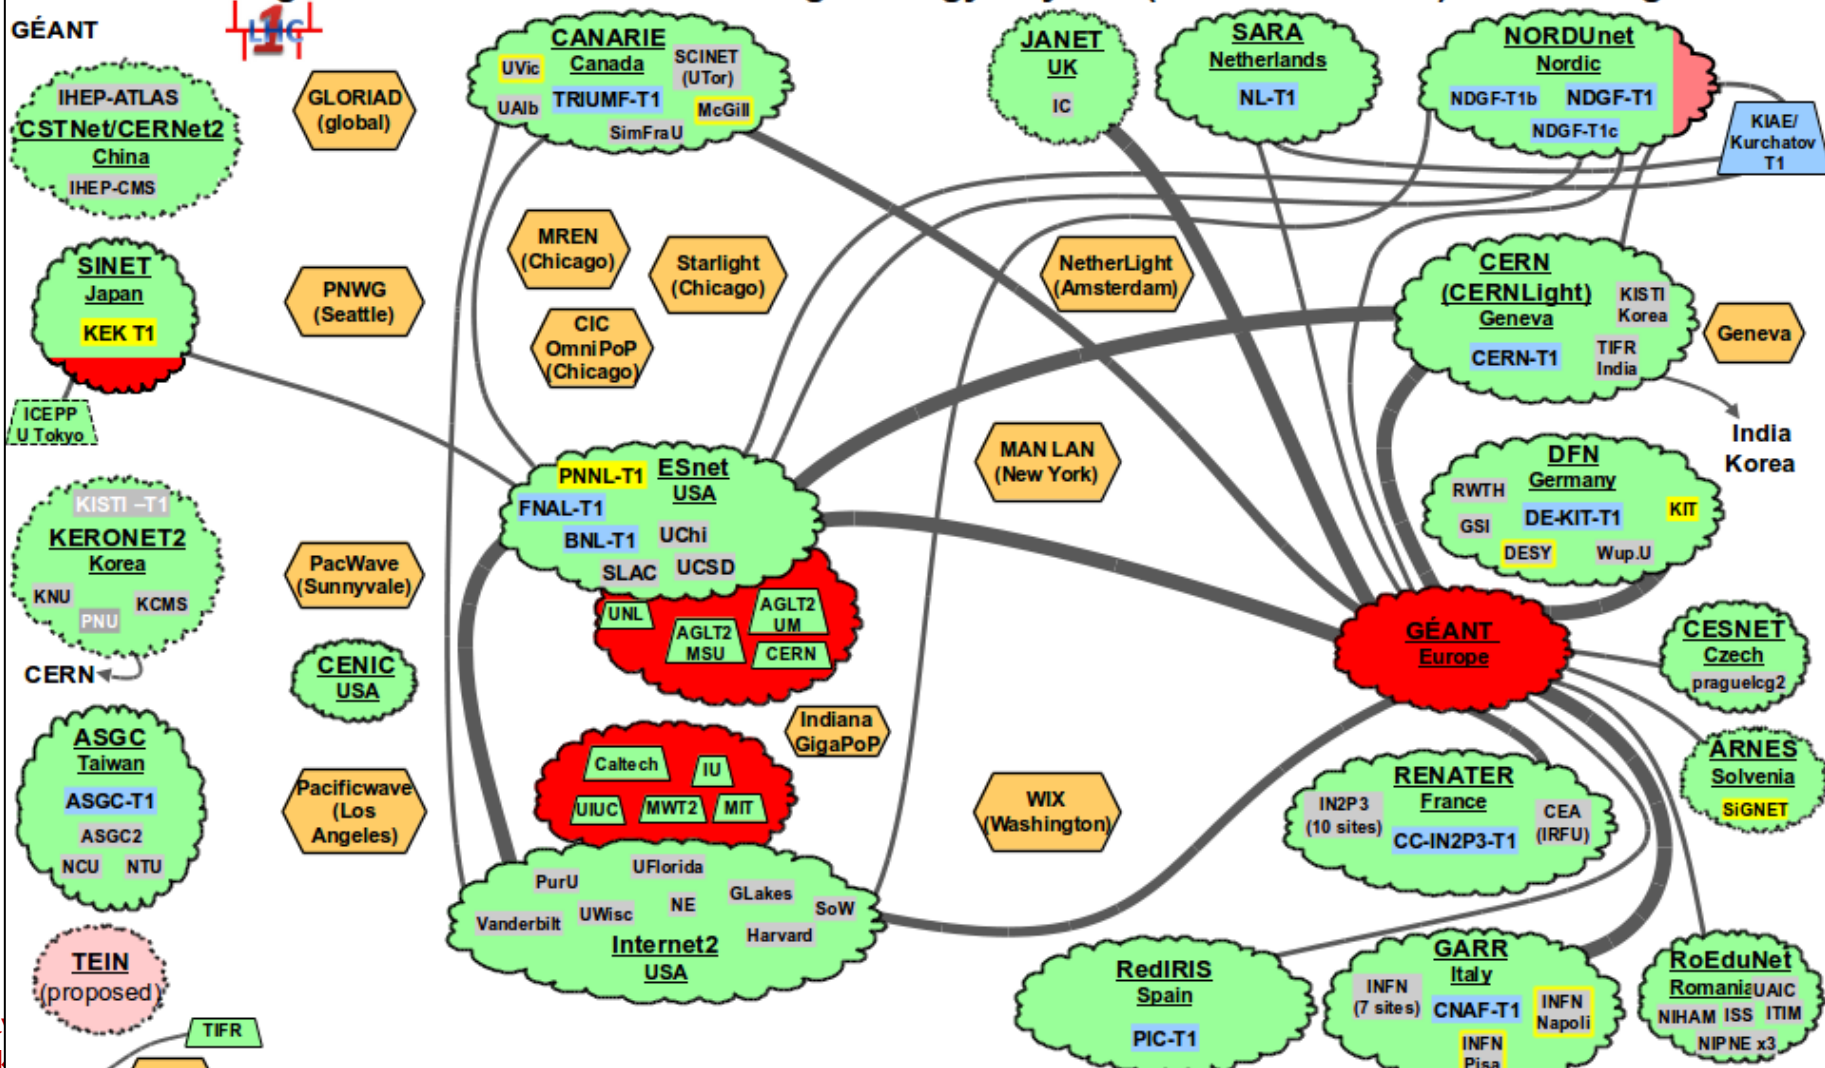 GÉANT
LHC
1
IHEP-ATLAS
CSTNet/CERNet2
China
IHEP-CMS
GLORIAD
(global)
CANARIE
Canada
UVic
SCINET
(UTor)
UAlb
TRIUMF-T1
McGill
SimFraU
JANET
UK
IC
SARA
Netherlands
NL-T1
NORDUnet
Nordic
NDGF-T1b
NDGF-T1
NDGF-T1c
KIAE/
Kurchatov
T1
SINET
Japan
KEK T1
ICEPP
U Tokyo
PNWG
(Seattle)
MREN
(Chicago)
Starlight
(Chicago)
CIC
OmniPoP
(Chicago)
NetherLight
(Amsterdam)
CERN
(CERNLight)
Geneva
KISTI
Korea
CERN-T1
TIFR
India
Geneva
India
Korea
MAN LAN
(New York)
PNNL-T1
ESnet
USA
FNAL-T1
BNL-T1
UChi
SLAC
UCSD
UNL
AGLT2
MSU
AGLT2
UM
CERN
DFN
Germany
RWTH
GSI
DE-KIT-T1
KIT
DESY
Wup.U
KISTI –T1
KERONET2
Korea
KNU
PNU
KCMS
CERN
PacWave
(Sunnyvale)
CENIC
USA
GÉANT
Europe
CESNET
Czech
praguelcg2
ASGC
Taiwan
ASGC-T1
ASGC2
NCU
NTU
Pacificwave
(Los
Angeles)
Indiana
GigaPoP
Caltech
IU
UIUC
MWT2
MIT
WIX
(Washington)
RENATER
France
IN2P3
(10 sites)
CEA
(IRFU)
CC-IN2P3-T1
ARNES
Solvenia
SiGNET
UFlorida
PurU
GLakes
NE
UWisc
SoW
Vanderbilt
Harvard
Internet2
USA
TEIN
(proposed)
TIFR
RedIRIS
Spain
PIC-T1
GARR
Italy
INFN
(7 sites)
CNAF-T1
INFN
Napoli
INFN
Pisa
RoEduNet
Romania
UAIC
NIHAM
ISS
ITIM
NIPNE x3